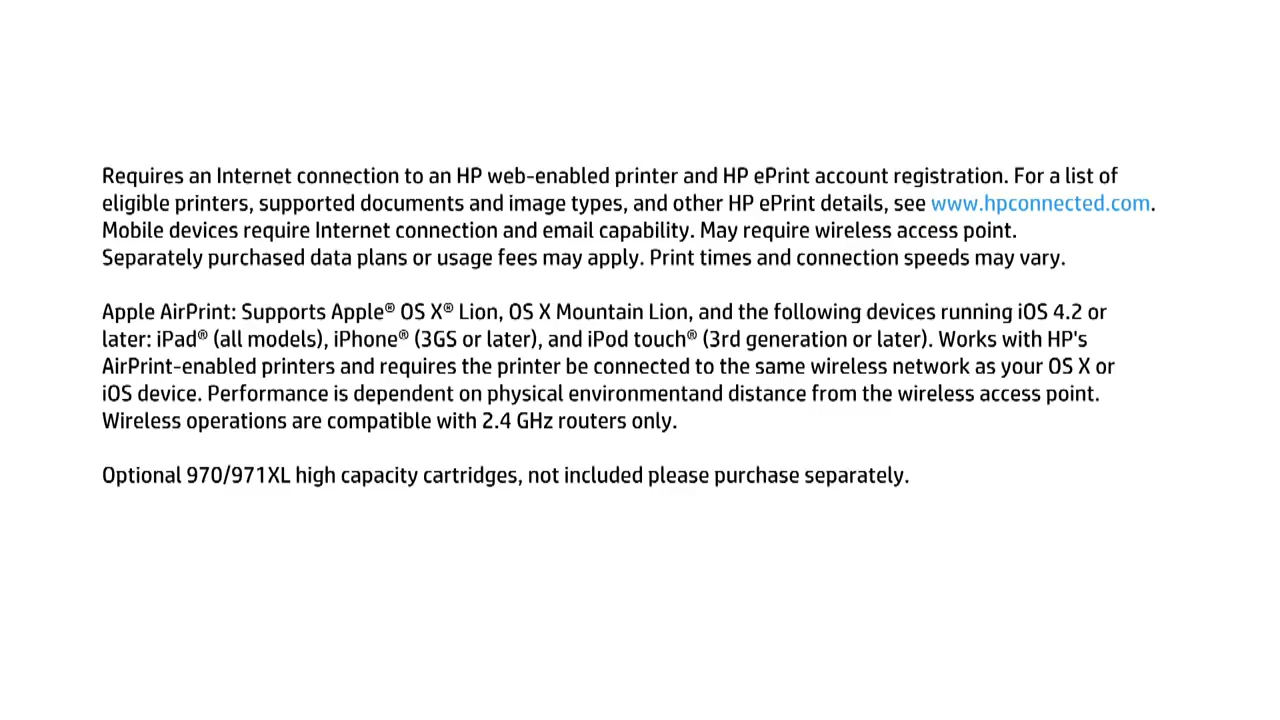 Requires an Internet connection to an HP web-enabled printer and HP ePrint account registration. For a list of
eligible printers, supported documents and image types, and other HP ePrint details, see www.hpconnected.com.
Mobile devices require Internet connection and email capability. May require wireless access point.
Separately purchased data plans or usage fees may apply. Print times and connection speeds may vary.
Apple AirPrint: Supports Apple® OS X® Lion, OS X Mountain Lion, and the following devices running iOS 4.2 or
later: iPad® (all models), iPhone® (3GS or later), and iPod touch® (3rd generation or later). Works with HP's
AirPrint-enabled printers and requires the printer be connected to the same wireless network as your OS X or
iOS device. Performance is dependent on physical environmentand distance from the wireless access point.
Wireless operations are compatible with 2.4 GHz routers only.
Optional 970/971XL high capacity cartridges, not included please purchase separately.